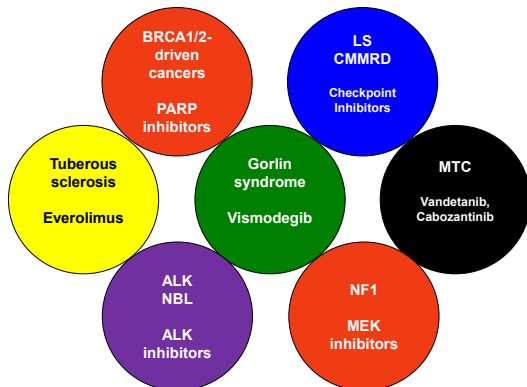 BRCA1/2-
driven
cancers
PARP
inhibitors
LS
CMMRD
Checkpoint
Inhibitors
Tuberous
sclerosis
Everolimus
Gorlin
syndrome
Vismodegib
MTC
Vandetanib,
Cabozantinib
ALK
NBL
ALK
inhibitors
NF1
MEK
inhibitors